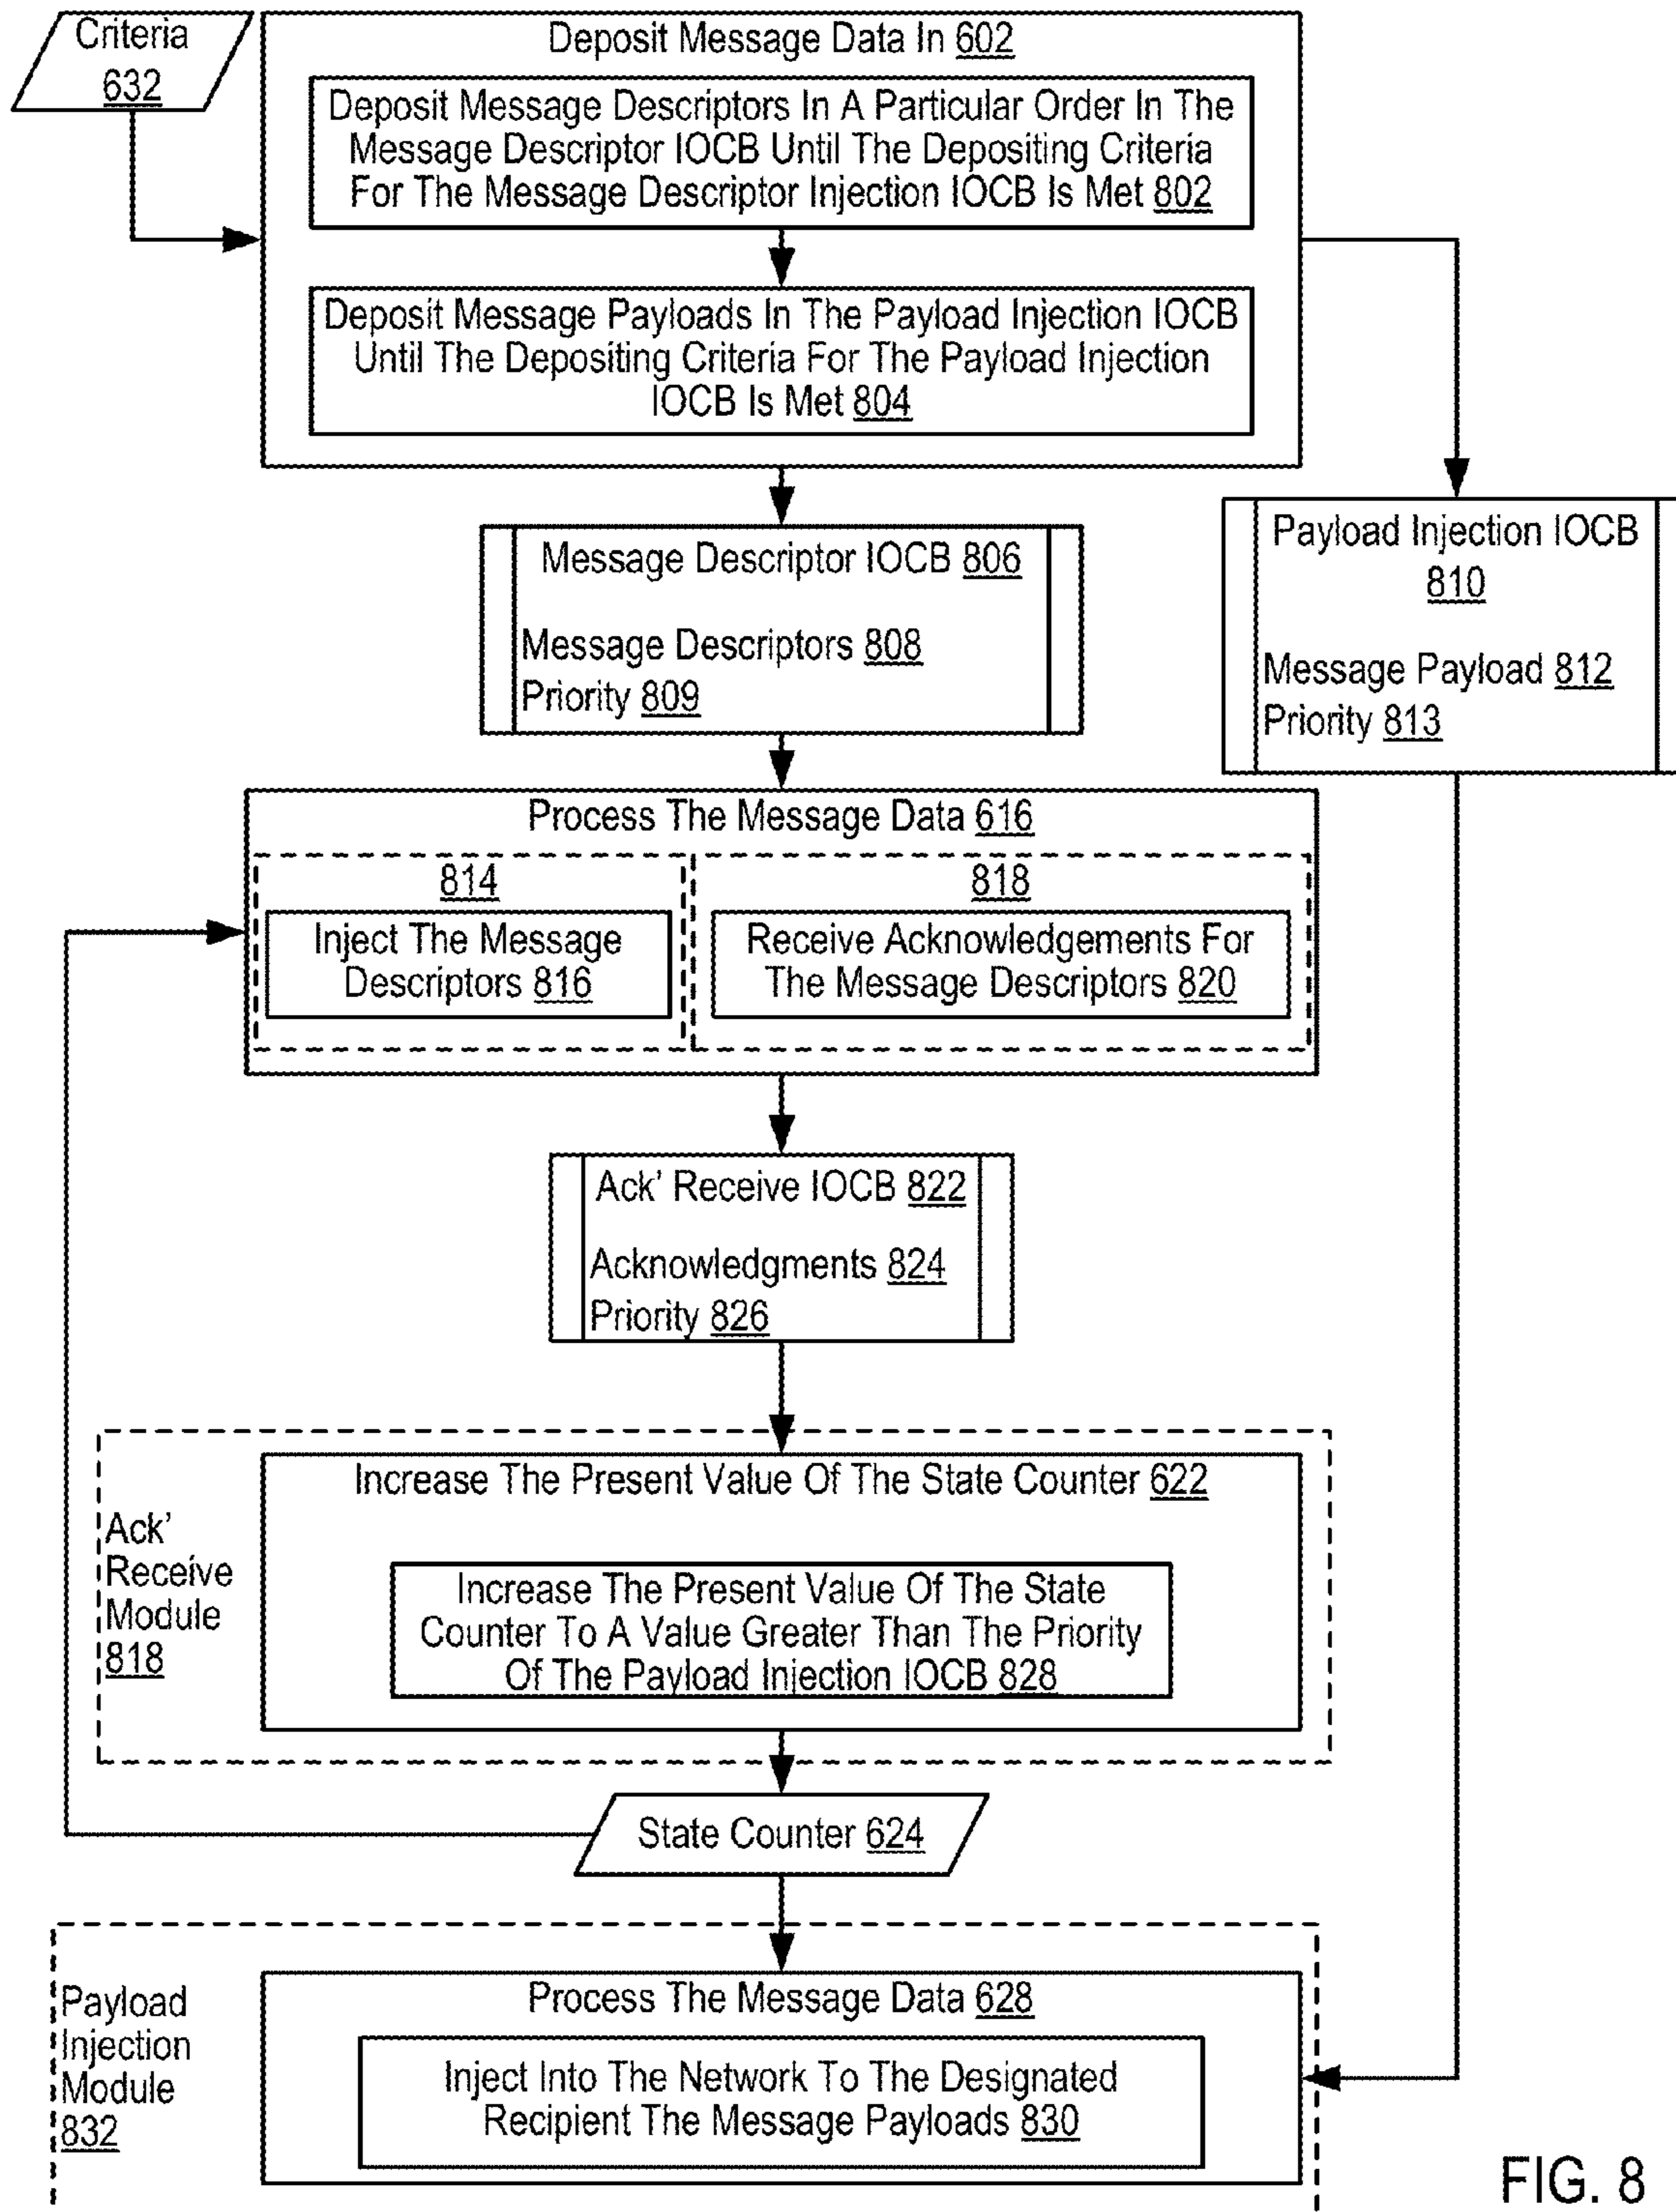 Criteria
632
Deposit Message Data In 602
Deposit Message Descriptors In A Particular Order In The
Message Descriptor IOCB Until The Depositing Criteria
For The Message Descriptor Injection IOCB Is Met 802
Deposit Message Payloads In The Payload Injection IOCB
Until The Depositing Criteria For The Payload Injection
IOCB Is Met 804
Message Descriptor IOCB 806
Message Descriptors 808
Priority 809
Payload Injection IOCB
810
Message Payload 812
Priority 813
Process The Message Data 616
814
Inject The Message
Descriptors 816
818
Receive Acknowledgements For
The Message Descriptors 820
Ack' Receive IOCB 822
Acknowledgments 824
Priority 826
Ack'
Receive
Module
818
Increase The Present Value Of The State Counter 622
Increase The Present Value Of The State
Counter To A Value Greater Than The Priority
Of The Payload Injection IOCB 828
State Counter 624
Payload
Injection
Module
832
Process The Message Data 628
Inject Into The Network To The Designated
Recipient The Message Payloads 830
FIG. 8